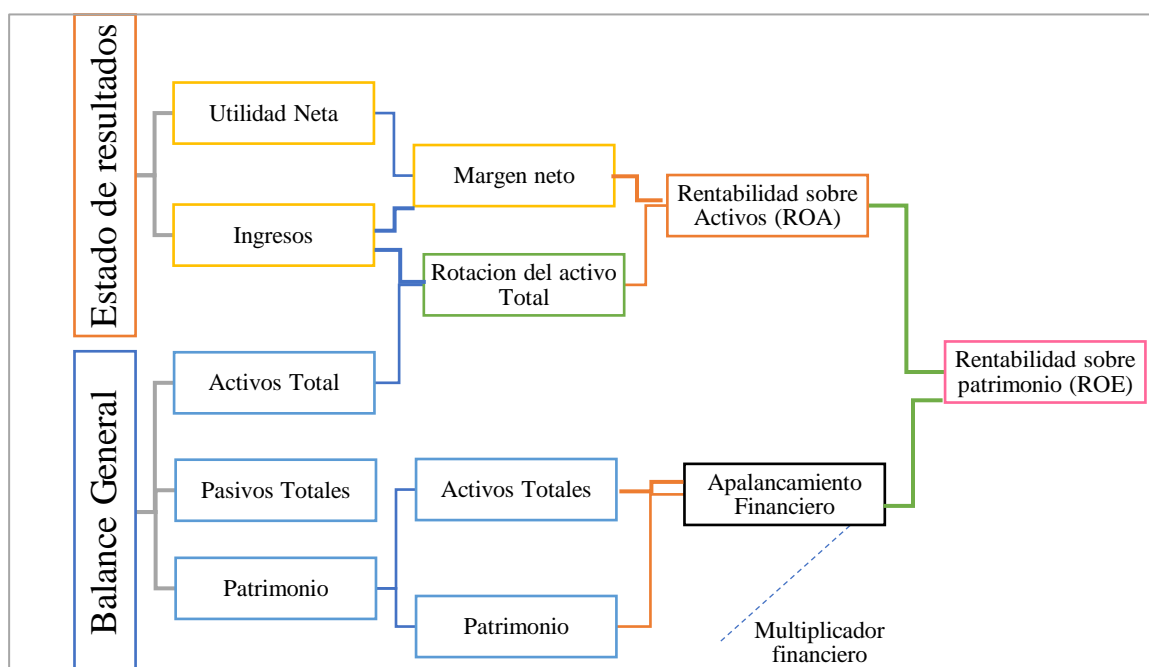 Estado de resultados
Utilidad Neta
Ingresos
Margen neto
Rotacion del activo
Total
Rentabilidad sobre
Activos (ROA)
Balance General
Activos Total
Pasivos Totales
Patrimonio
Activos Totales
Patrimonio
Apalancamiento
Financiero
Multiplicador
financiero
Rentabilidad sobre
patrimonio (ROE)